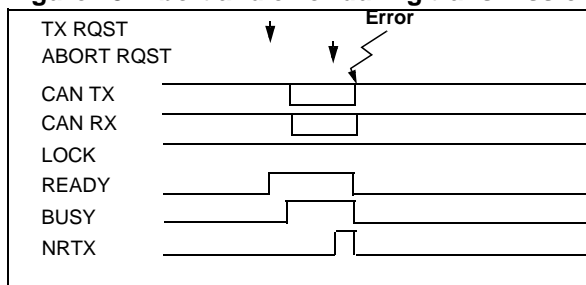 Error
TX RQST
ABORT RQST
CAN TX
CAN RX
LOCK
READY
BUSY
NRTX